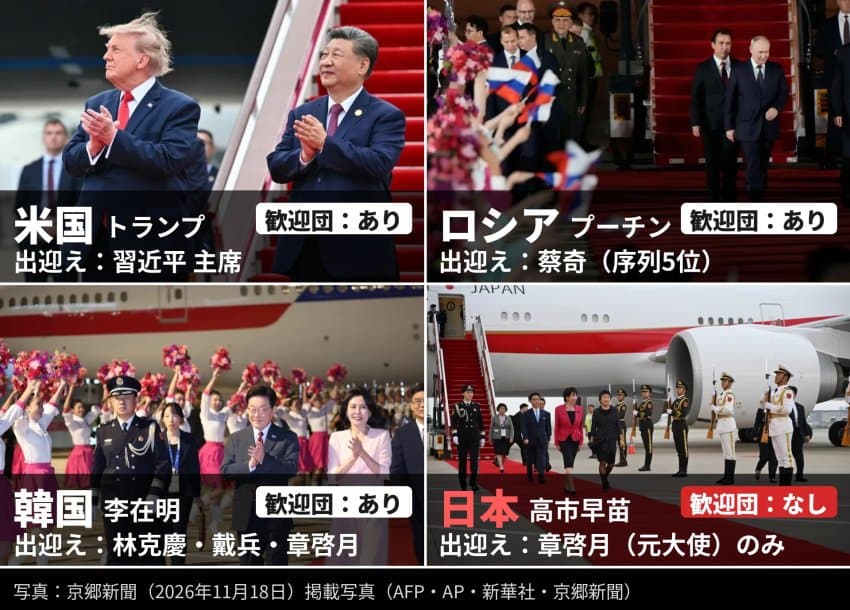 米国 トランプ
歓迎団：あり
出迎え：習近平 主席
ロシア プーチン
歓迎団：あり
出迎え：蔡奇（序列5位）
JAPAN
韓国 李在明
歓迎団：あり
出迎え：林克慶・戴兵・章啓月
日本 高市早苗
歓迎団：なし
出迎え：章啓月（元大使）のみ
写真：京郷新聞（2026年11月18日）掲載写真（AFP・AP・新華社・京郷新聞）